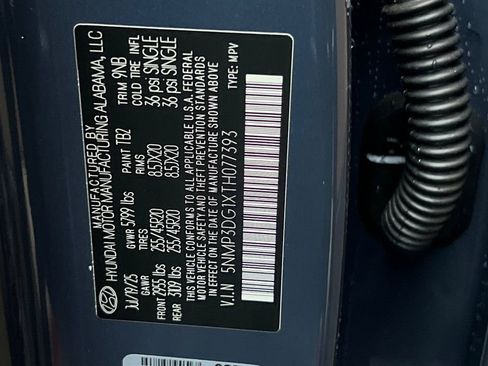 MANUFACTURED BY
HYUNDAI MOTOR MANUFACTURING ALABAMA, LLC
JUL/19/25 GVWR 5799 lbs PAINT TB2 TRIM 9NB
GAWR TIRES RIMS COLD TIRE INFL
FRONT 2955 lbs 255/45R20 8.5JX20 36 psi SINGLE
REAR 3109 lbs 255/45R20 8.5JX20 36 psi SINGLE
THIS VEHICLE CONFORMS TO ALL APPLICABLE U.S.A. FEDERAL
MOTOR VEHICLE SAFETY AND THEFT PREVENTION STANDARDS
IN EFFECT ON THE DATE OF MANUFACTURE SHOWN ABOVE.
V.I.N 5NMP3DG1XTH077393 TYPE: MPV